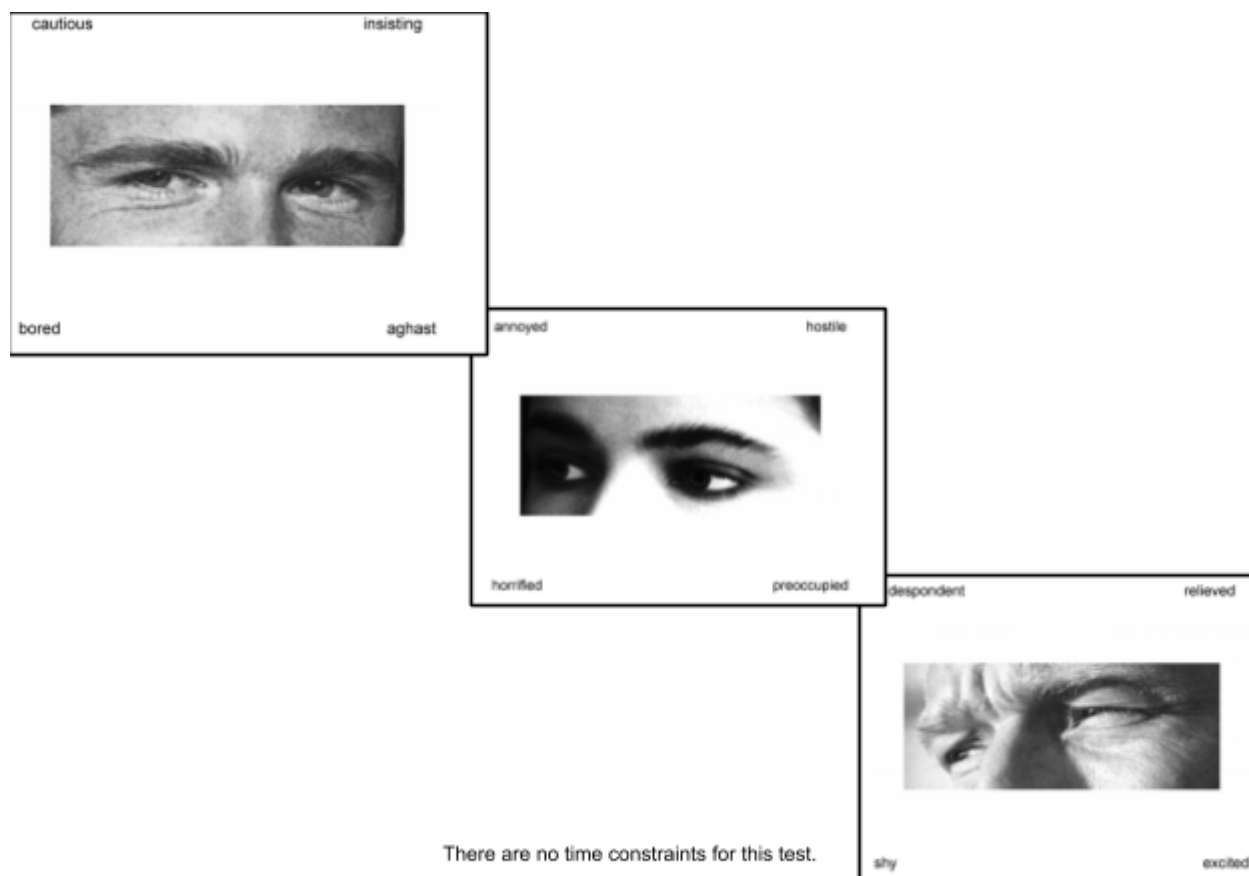 cautious insisting
bored aghast
annoyed hostile
horrified preoccupied
despondent relieved
There are no time constraints for this test.
shy excited